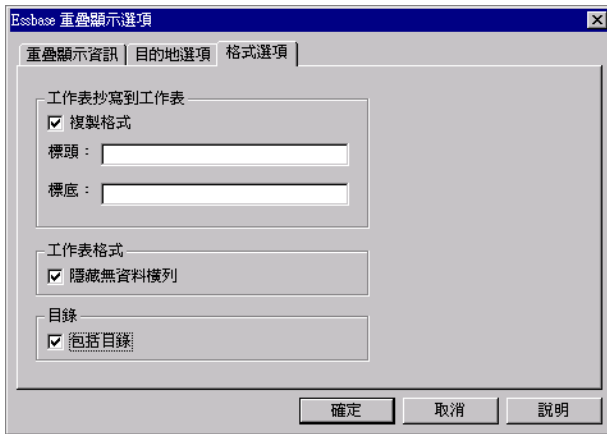 Essbase 重疊顯示選項
重疊顯示資訊 目的地選項 格式選項
工作表抄寫到工作表
複製格式
標頭：
標底：
工作表格式
隱藏無資料橫列
目錄
包括目錄
確定 取消 說明